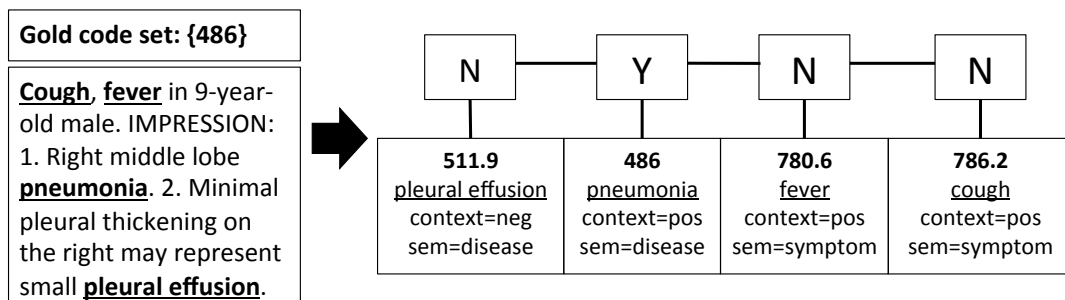 Gold code set: {486}
Cough, fever in 9-year-
old male. IMPRESSION:
1. Right middle lobe
pneumonia. 2. Minimal
pleural thickening on
the right may represent
small pleural effusion.
N
Y
N
N
511.9
pleural effusion
context=neg
sem=disease
486
pneumonia
context=pos
sem=disease
780.6
fever
context=pos
sem=symptom
786.2
cough
context=pos
sem=symptom